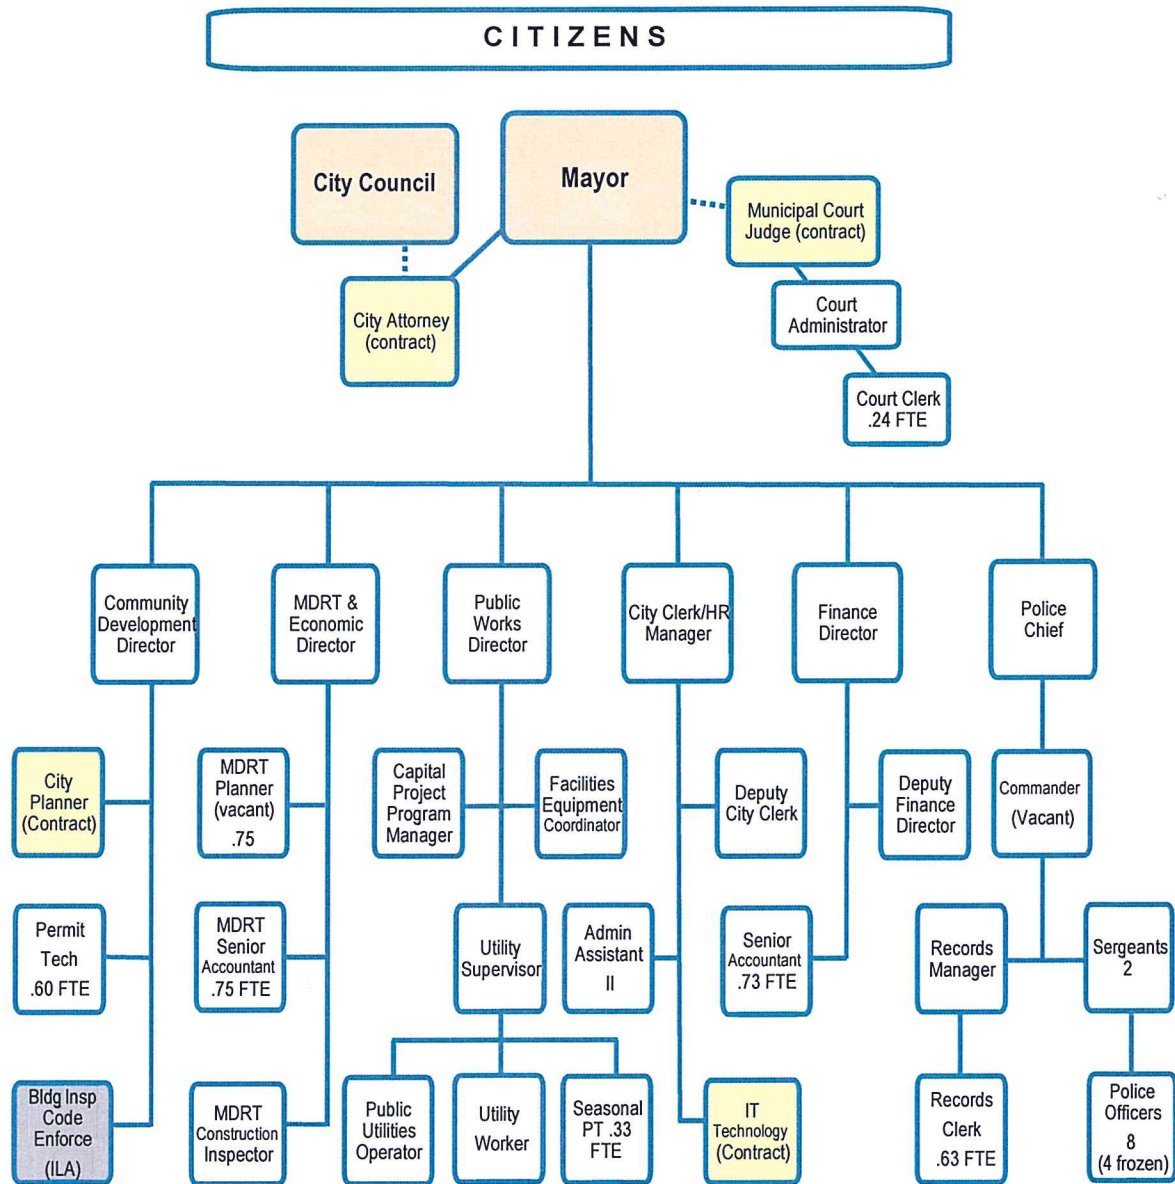 CITIZENS
City Council
Mayor
Municipal Court
Judge (contract)
City Attorney
(contract)
Court
Administrator
Court Clerk
.24 FTE
Community
Development
Director
MDRT &
Economic
Director
Public
Works
Director
City Clerk/HR
Manager
Finance
Director
Police
Chief
City
Planner
(Contract)
MDRT
Planner
(vacant)
.75
Capital
Project
Program
Manager
Facilities
Equipment
Coordinator
Deputy
City Clerk
Deputy
Finance
Director
Commander
(Vacant)
Permit
Tech
.60 FTE
MDRT
Senior
Accountant
.75 FTE
Utility
Supervisor
Admin
Assistant
II
Senior
Accountant
.73 FTE
Records
Manager
Sergeants
2
Bldg Insp
Code
Enforce
(ILA)
MDRT
Construction
Inspector
Public
Utilities
Operator
Utility
Worker
Seasonal
PT .33
FTE
IT
Technology
(Contract)
Records
Clerk
.63 FTE
Police
Officers
8
(4 frozen)